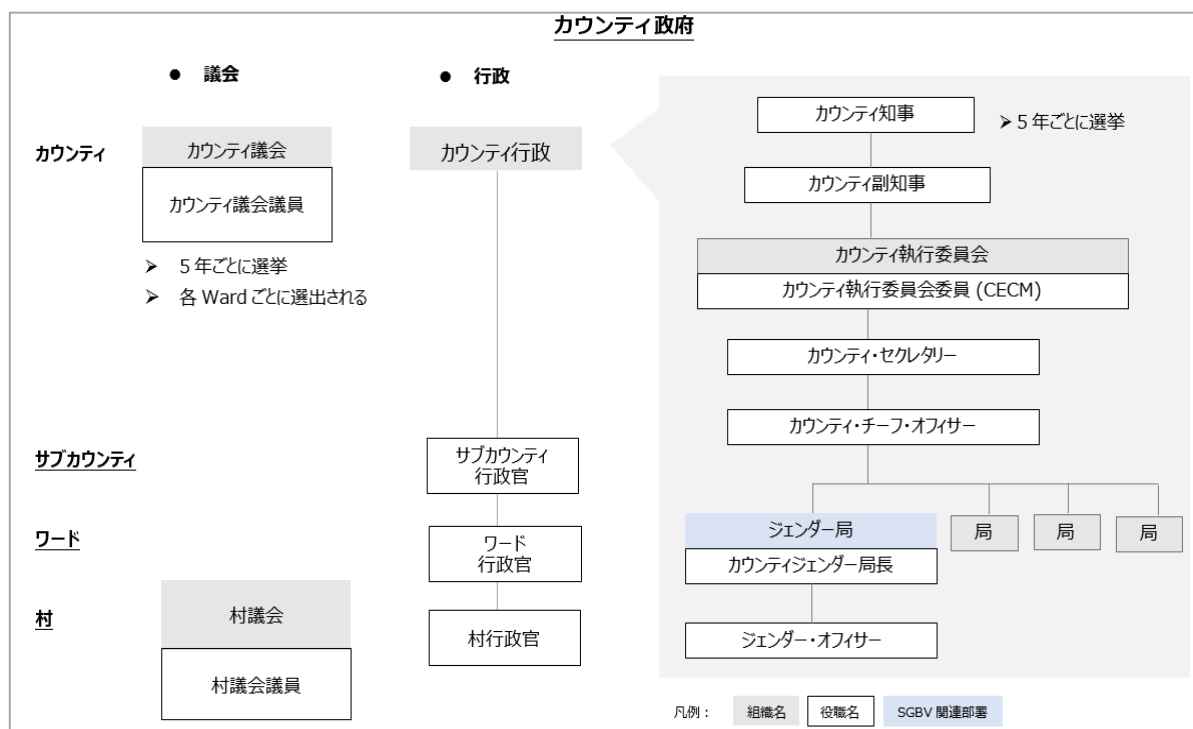 カウンティ政府
● 議会
● 行政
カウンティ
カウンティ議会
カウンティ議会議員
➢ 5年ごとに選挙
➢ 各 Ward ごとに選出される
カウンティ行政
サブカウンティ
サブカウンティ
行政官
ワード
ワード
行政官
村
村議会
村議会議員
村行政官
カウンティ知事
➢ 5年ごとに選挙
カウンティ副知事
カウンティ執行委員会
カウンティ執行委員会委員 (CECM)
カウンティ・セクレタリー
カウンティ・チーフ・オフィサー
ジェンダー局
カウンティジェンダー局長
ジェンダー・オフィサー
局
局
局
凡例：
組織名
役職名
SGBV 関連部署